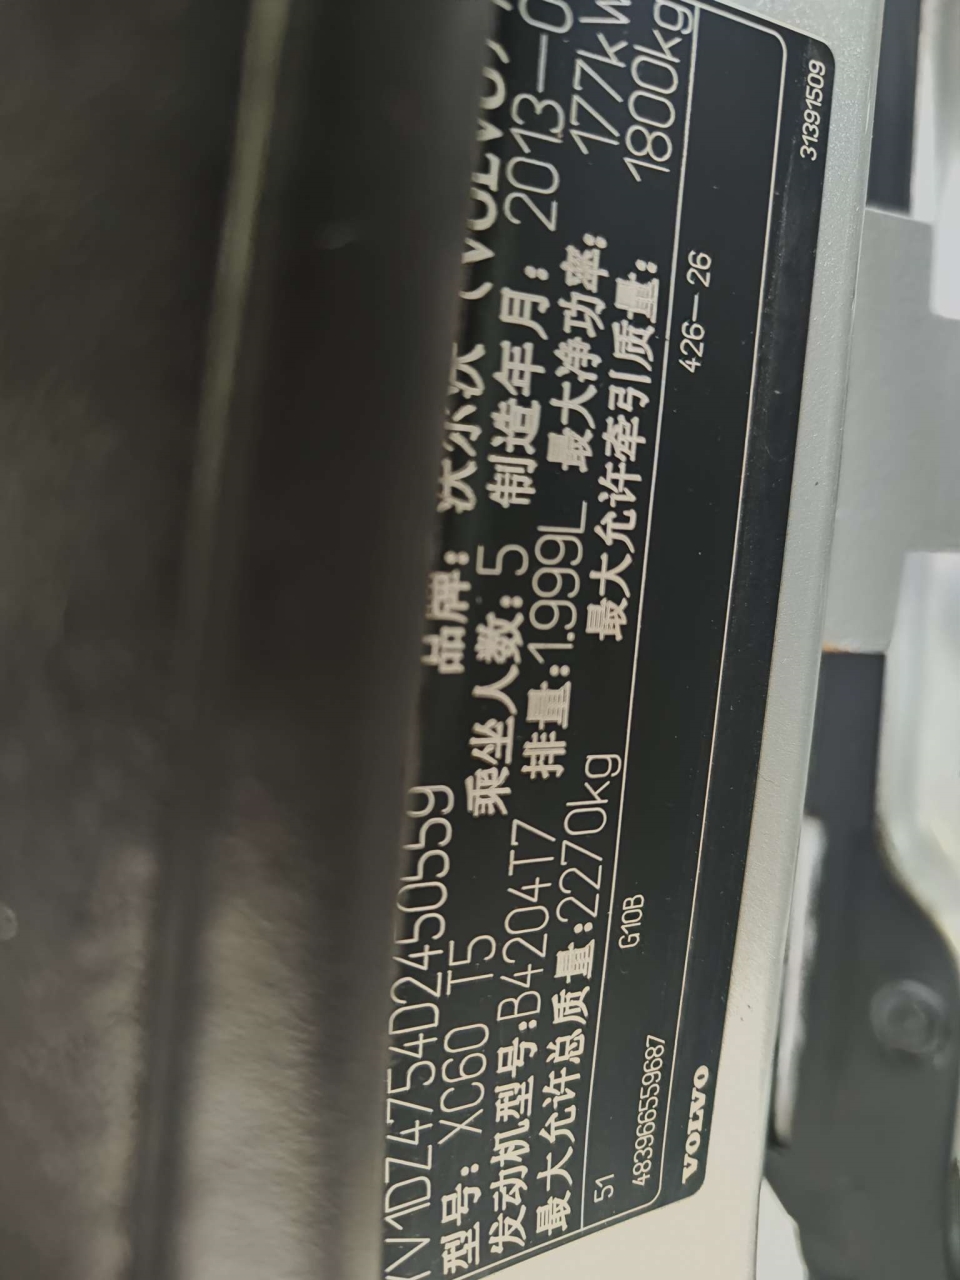 V1DZ4754D2450559 品牌: 沃尔沃 (VOLVO)
型号: XC60 T5 乘坐人数: 5 制造年月: 2013-0
发动机型号:B4204T7 排量:1.999L 最大净功率: 177kW
最大允许总质量:2270kg 最大允许牵引质量: 1800kg
51 G10B 426-26
483966559687
VOLVO 31391509